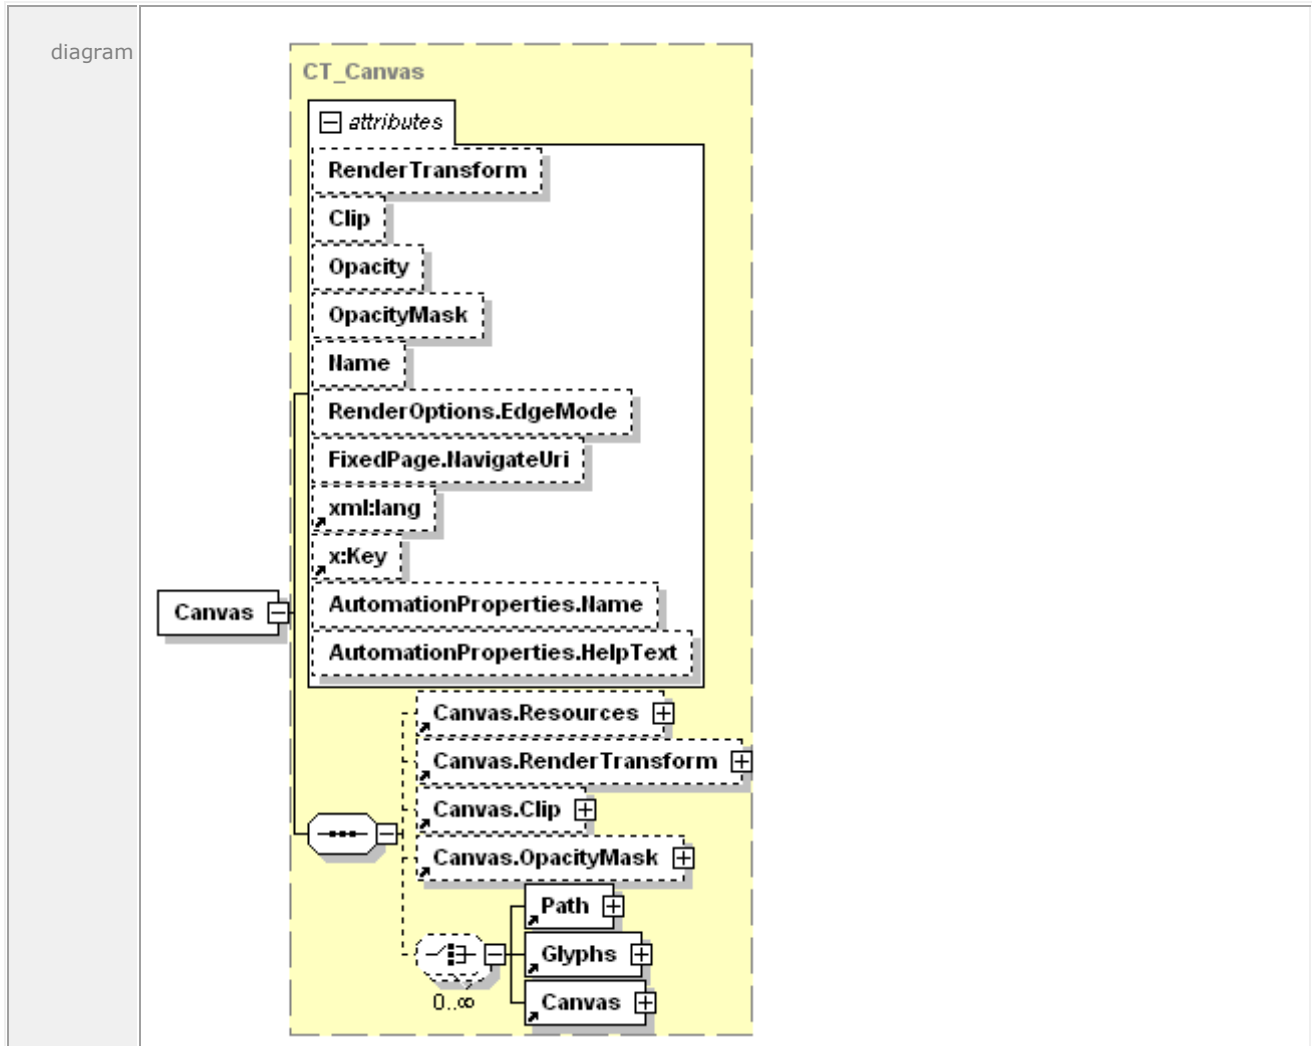 diagram
CT_Canvas
attributes
RenderTransform
Clip
Opacity
OpacityMask
Name
RenderOptions.EdgeMode
FixedPage.NavigateUri
xml:lang
x:Key
AutomationProperties.Name
Canvas
AutomationProperties.HelpText
Canvas.Resources
Canvas.RenderTransform
Canvas.Clip
Canvas.OpacityMask
Path
Glyphs
Canvas
0..∞